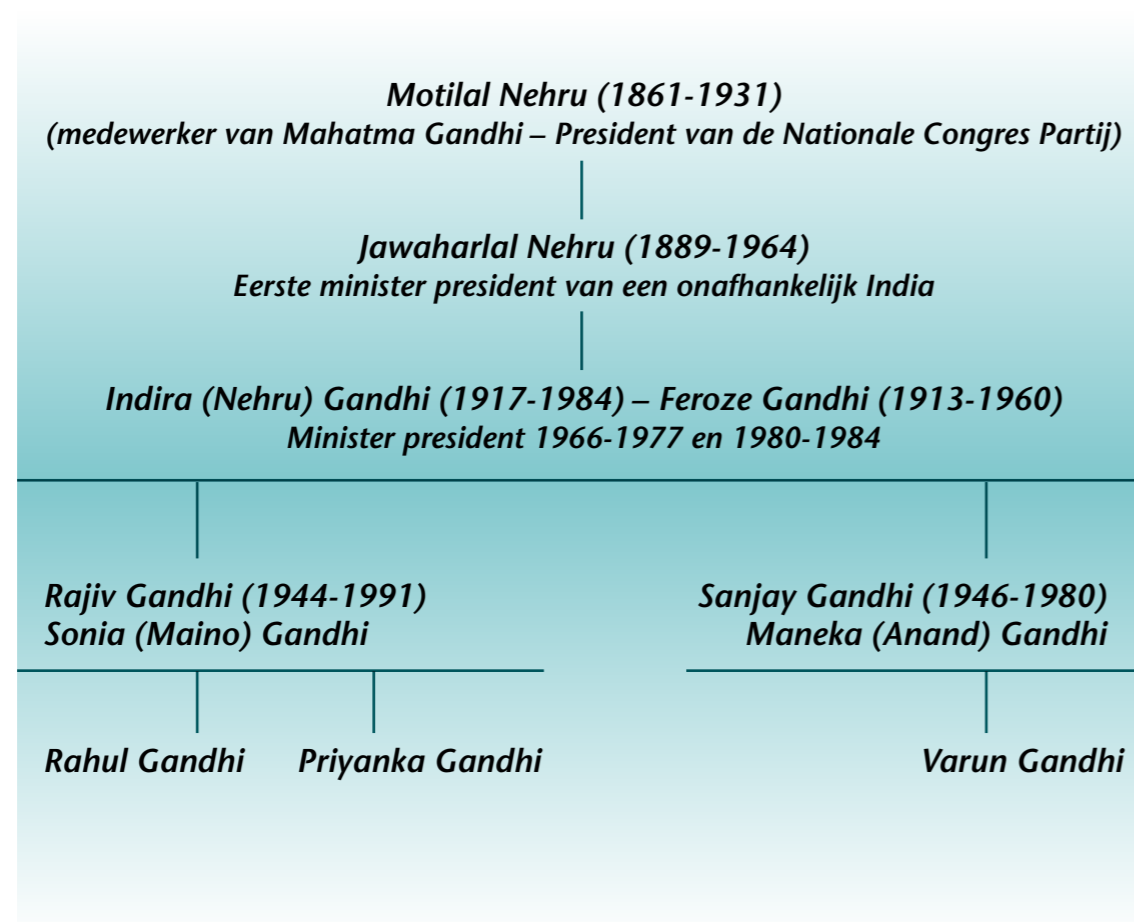 Motilal Nehru (1861-1931)
(medewerker van Mahatma Gandhi – President van de Nationale Congres Partij)
Jawaharlal Nehru (1889-1964)
Eerste minister president van een onafhankelijk India
Indira (Nehru) Gandhi (1917-1984) – Feroze Gandhi (1913-1960)
Minister president 1966-1977 en 1980-1984
Rajiv Gandhi (1944-1991)
Sonia (Maino) Gandhi
Sanjay Gandhi (1946-1980)
Maneka (Anand) Gandhi
Rahul Gandhi
Priyanka Gandhi
Varun Gandhi